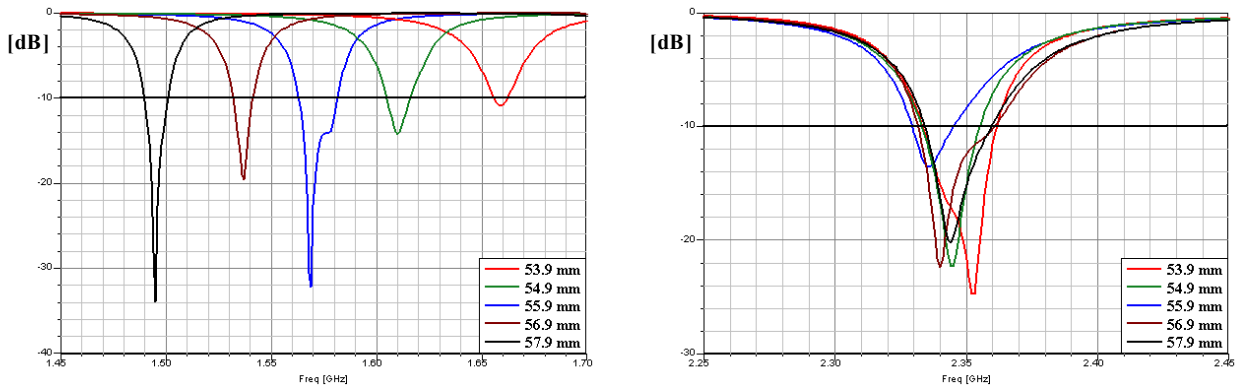 [dB]
0
-10
-20
-30
-40
1.45
1.50
1.55
1.60
1.65
1.70
Freq [GHz]
53.9 mm
54.9 mm
55.9 mm
56.9 mm
57.9 mm
[dB]
0
-10
-20
-30
2.25
2.30
2.35
2.40
2.45
Freq [GHz]
53.9 mm
54.9 mm
55.9 mm
56.9 mm
57.9 mm